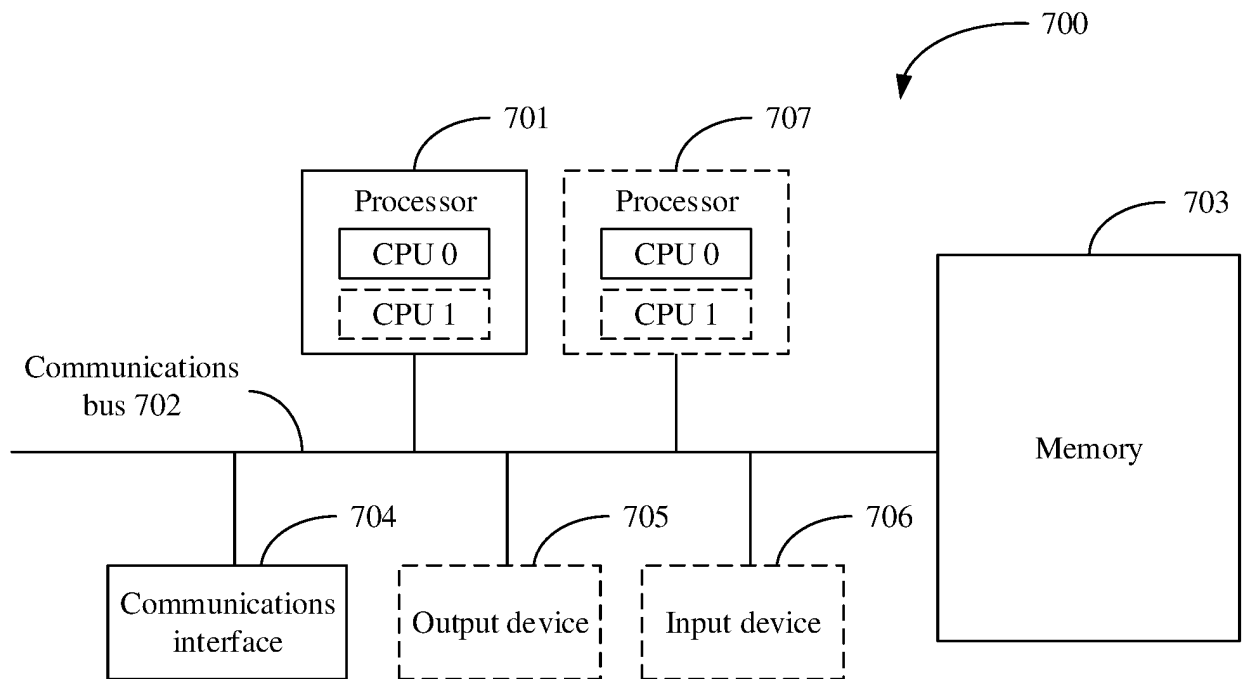 700
701
707
703
Processor
Processor
CPU 0
CPU 0
CPU 1
CPU 1
Communications
bus 702
Memory
704
705
706
Communications
interface
Output device
Input device